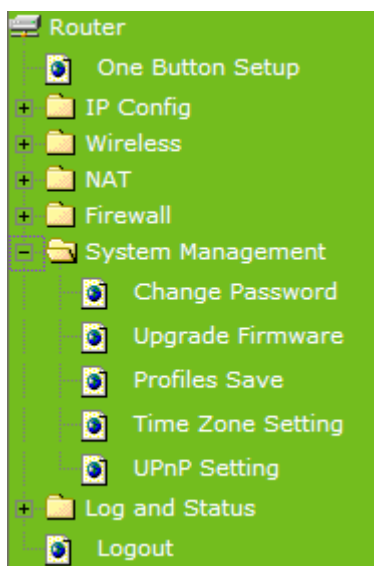 Router
One Button Setup
IP Config
Wireless
NAT
Firewall
System Management
Change Password
Upgrade Firmware
Profiles Save
Time Zone Setting
UPnP Setting
Log and Status
Logout